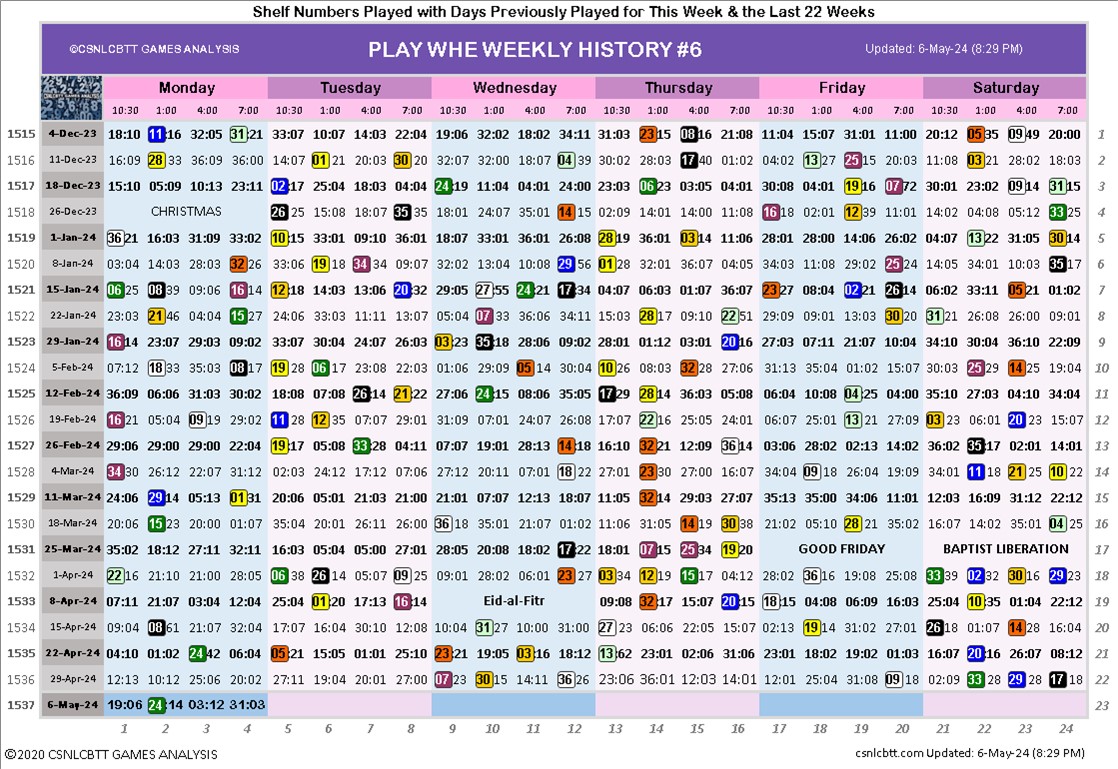 Shelf Numbers Played with Days Previously Played for This Week & the Last 22 Weeks
©CSNLCBTT GAMES ANALYSIS PLAY WHE WEEKLY HISTORY #6 Updated: 6-May-24 (8:29 PM)
Monday Tuesday Wednesday Thursday Friday Saturday
10:30 1:00 4:00 7:00 10:30 1:00 4:00 7:00 10:30 1:00 4:00 7:00 10:30 1:00 4:00 7:00 10:30 1:00 4:00 7:00 10:30 1:00 4:00 7:00
1515 4-Dec-23 18:10 11:16 32:05 31:21 33:07 10:07 14:03 22:04 19:06 32:02 18:02 34:11 31:03 23:15 08:16 21:08 11:04 15:07 31:01 11:00 20:12 05:35 09:49 20:00 1
1516 11-Dec-23 16:09 28:33 36:09 36:00 14:07 01:21 20:03 30:20 32:07 32:00 18:07 04:39 30:02 28:03 15:40 01:02 04:02 13:27 25:15 20:03 11:08 03:21 28:02 18:03 2
1517 18-Dec-23 15:10 05:09 10:13 23:11 02:17 25:04 18:03 04:04 24:19 11:04 04:01 24:00 23:03 06:23 03:05 04:01 30:08 04:01 19:16 07:72 30:01 23:02 09:14 31:15 3
1518 26-Dec-23 CHRISTMAS 26:25 15:08 18:07 35:35 18:01 24:07 35:01 14:15 02:09 14:01 14:00 11:08 17:18 02:01 12:39 11:01 14:02 04:08 05:12 33:25 4
1519 1-Jan-24 36:21 16:03 31:09 33:02 10:15 33:01 09:10 36:01 18:07 33:01 36:01 26:08 28:19 36:01 03:14 11:06 28:01 28:00 14:06 26:02 04:07 13:22 31:05 30:14 5
1520 8-Jan-24 03:04 14:03 28:03 32:26 33:06 19:18 34:34 09:07 32:02 13:04 10:08 29:56 01:28 32:01 36:07 04:05 34:03 11:08 29:02 25:24 14:05 34:01 10:03 35:17 6
1521 15-Jan-24 06:25 08:39 09:06 16:14 12:18 14:03 13:06 20:32 29:05 27:55 24:21 17:34 04:07 06:03 01:07 36:07 23:27 08:04 02:21 26:14 06:02 33:11 05:21 01:02 7
1522 22-Jan-24 23:03 21:46 04:04 15:27 24:06 33:03 11:11 13:07 05:04 07:33 36:06 34:11 15:03 28:17 09:10 22:51 29:09 09:01 08:04 30:20 31:21 26:08 26:00 09:01 8
1523 29-Jan-24 16:14 23:07 29:03 09:02 33:07 30:04 24:07 09:03 03:23 35:18 28:06 09:02 28:01 01:12 03:01 20:16 27:03 07:11 21:07 10:04 34:10 30:04 36:10 22:09 9
1524 5-Feb-24 07:12 18:33 35:03 08:17 19:28 06:17 23:08 22:03 01:06 29:09 05:14 30:04 10:26 08:03 32:28 27:06 31:13 35:04 01:02 15:07 30:03 25:29 14:25 19:04 10
1525 12-Feb-24 36:09 06:06 31:03 30:02 18:08 07:08 26:14 21:22 27:06 24:15 08:06 35:05 17:29 28:14 36:03 05:08 06:04 10:08 04:25 04:00 35:10 27:03 04:10 34:04 11
1526 19-Feb-24 16:21 05:04 09:19 29:02 11:28 12:35 07:07 29:01 31:09 07:01 24:07 26:08 14:07 22:16 25:05 24:01 06:07 25:01 13:21 01:09 03:23 06:01 20:23 15:07 12
1527 26-Feb-24 29:06 29:00 29:00 22:04 19:17 05:08 33:28 04:11 07:07 19:01 28:13 14:18 16:10 32:21 12:09 36:14 03:06 28:02 02:13 14:02 36:02 35:17 02:01 14:01 13
1528 4-Mar-24 34:30 26:12 22:07 31:12 02:03 24:12 17:12 07:06 27:12 20:11 07:01 18:22 27:01 23:30 27:00 16:07 34:04 09:18 26:04 19:09 34:01 11:18 21:25 10:22 14
1529 11-Mar-24 24:06 29:14 05:13 01:31 20:06 05:01 21:03 21:00 21:01 07:07 12:13 18:07 11:05 32:14 29:03 27:07 35:13 35:00 34:06 11:01 12:03 16:09 31:12 22:12 15
1530 18-Mar-24 20:06 15:23 20:00 01:07 35:04 20:01 26:11 26:00 36:18 35:01 21:07 01:02 11:06 31:05 14:19 30:38 21:02 05:10 28:21 03:07 16:07 14:02 35:01 04:25 16
1531 25-Mar-24 35:02 18:12 27:11 32:11 16:03 05:04 05:00 16:01 28:05 20:08 18:02 17:22 18:01 07:15 25:34 19:20 GOOD FRIDAY BAPTIST LIBERATION 17
1532 1-Apr-24 22:16 21:10 21:00 28:05 06:38 26:14 05:07 09:25 09:01 28:02 06:01 23:27 03:34 12:19 15:17 04:12 28:02 36:16 19:08 25:08 33:39 02:32 30:16 29:23 18
1533 8-Apr-24 07:11 21:07 03:04 12:04 25:04 01:20 17:13 16:14 Eid-al-Fitr 09:08 32:17 15:07 20:15 18:15 04:08 06:09 16:03 25:04 10:35 01:04 22:12 19
1534 15-Apr-24 09:04 08:61 21:07 32:04 17:07 16:04 30:10 12:08 10:04 31:27 10:00 31:00 27:23 06:06 22:05 15:07 02:13 19:14 31:02 27:01 26:18 01:07 14:28 16:04 20
1535 22-Apr-24 04:10 01:02 24:42 06:04 05:21 15:05 01:01 25:10 23:21 19:05 03:16 18:12 13:62 23:01 02:06 31:06 23:01 18:02 19:02 01:03 16:07 20:16 26:07 08:12 21
1536 29-Apr-24 12:13 10:12 25:06 20:02 27:11 19:04 20:01 27:00 07:23 30:15 14:11 36:26 23:06 36:01 12:03 14:01 12:01 25:04 31:08 09:18 02:09 33:28 29:28 17:18 22
1537 6-May-24 19:06 24:14 03:12 31:03 23
1 2 3 4 5 6 7 8 9 10 11 12 13 14 15 16 17 18 19 20 21 22 23 24
©2020 CSNLCBTT GAMES ANALYSIS csnlcbtt.com Updated: 6-May-24 (8:29 PM)